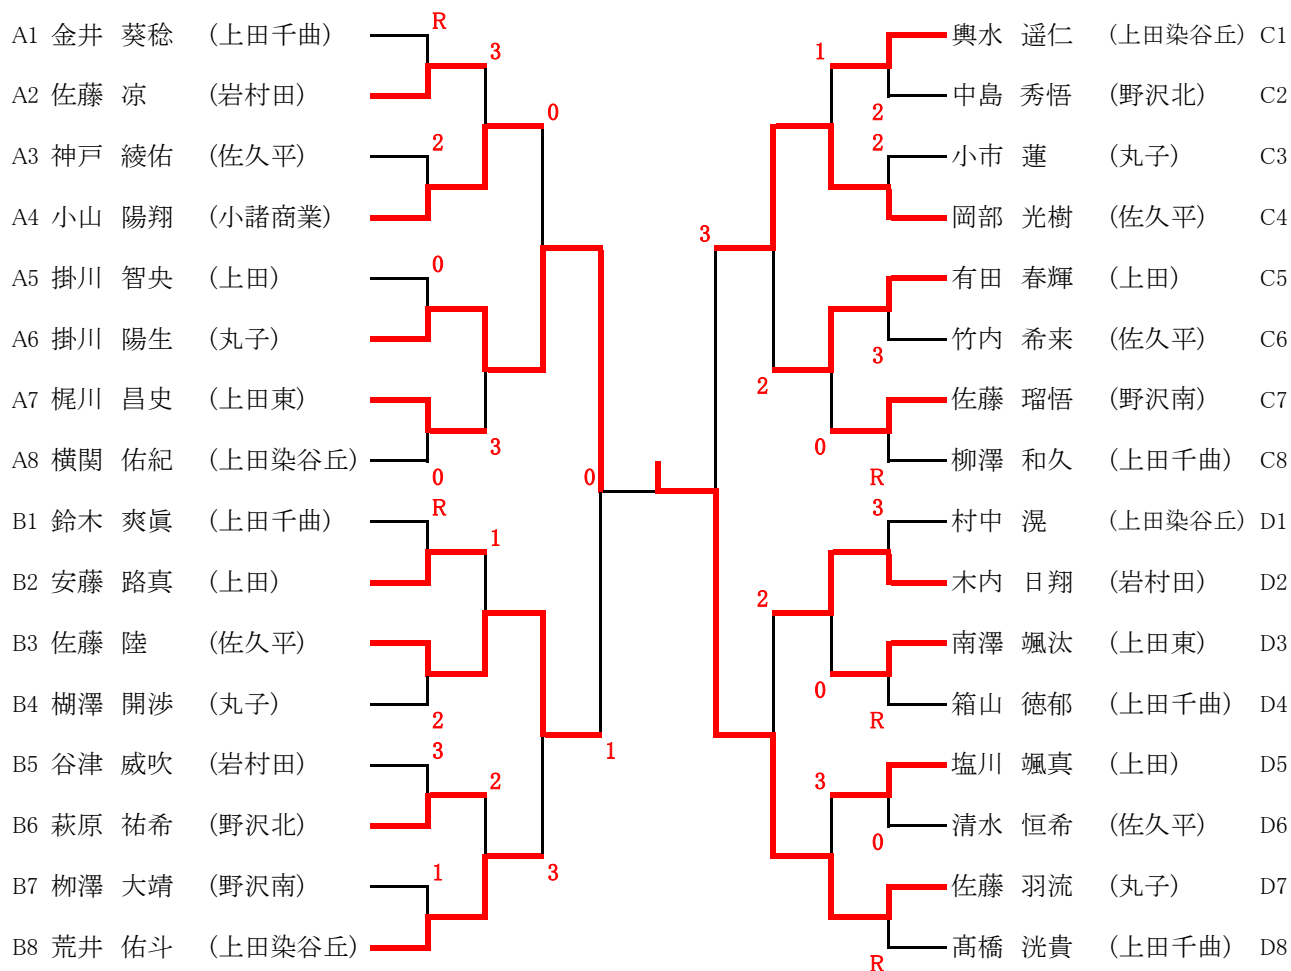 A1 金井 葵稔 (上田千曲)
A2 佐藤 凉 (岩村田)
A3 神戸 綾佑 (佐久平)
A4 小山 陽翔 (小諸商業)
A5 掛川 智央 (上田)
A6 掛川 陽生 (丸子)
A7 梶川 昌史 (上田東)
A8 横関 佑紀 (上田染谷丘)
B1 鈴木 爽眞 (上田千曲)
B2 安藤 路真 (上田)
B3 佐藤 陸 (佐久平)
B4 楜澤 開渉 (丸子)
B5 谷津 威吹 (岩村田)
B6 萩原 祐希 (野沢北)
B7 栁澤 大靖 (野沢南)
B8 荒井 佑斗 (上田染谷丘)
R
3
0
2
0
3
0
0
R
1
2
3
2
1
1
3
輿水 遥仁 (上田染谷丘) C1
中島 秀悟 (野沢北) C2
小市 蓮 (丸子) C3
岡部 光樹 (佐久平) C4
有田 春輝 (上田) C5
竹内 希来 (佐久平) C6
佐藤 瑠悟 (野沢南) C7
柳澤 和久 (上田千曲) C8
村中 滉 (上田染谷丘) D1
木内 日翔 (岩村田) D2
南澤 颯汰 (上田東) D3
箱山 徳郁 (上田千曲) D4
塩川 颯真 (上田) D5
清水 恒希 (佐久平) D6
佐藤 羽流 (丸子) D7
髙橋 洸貴 (上田千曲) D8
1
2
2
3
3
2
0
R
3
2
0
R
3
0
R